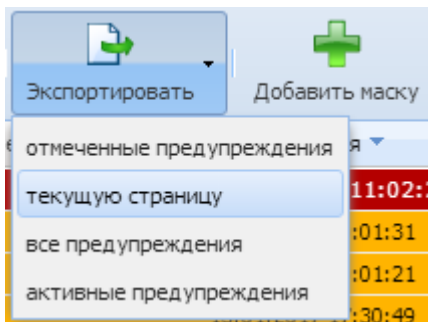 Экспортировать
Добавить маску
отмеченные предупреждения
я
текущую страницу
11:02:
все предупреждения
:01:31
:01:21
активные предупреждения
:30:49